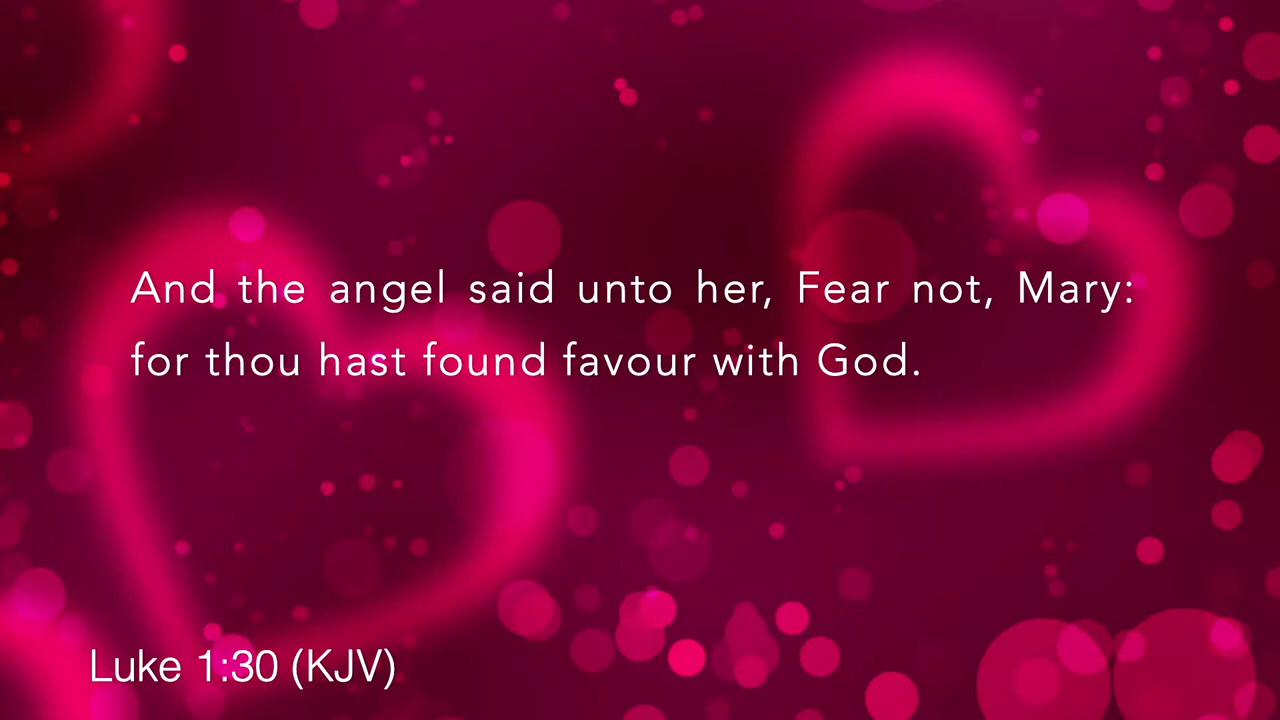 And the angel said unto her, Fear not, Mary:
for thou hast found favour with God.
Luke 1:30 (KJV)